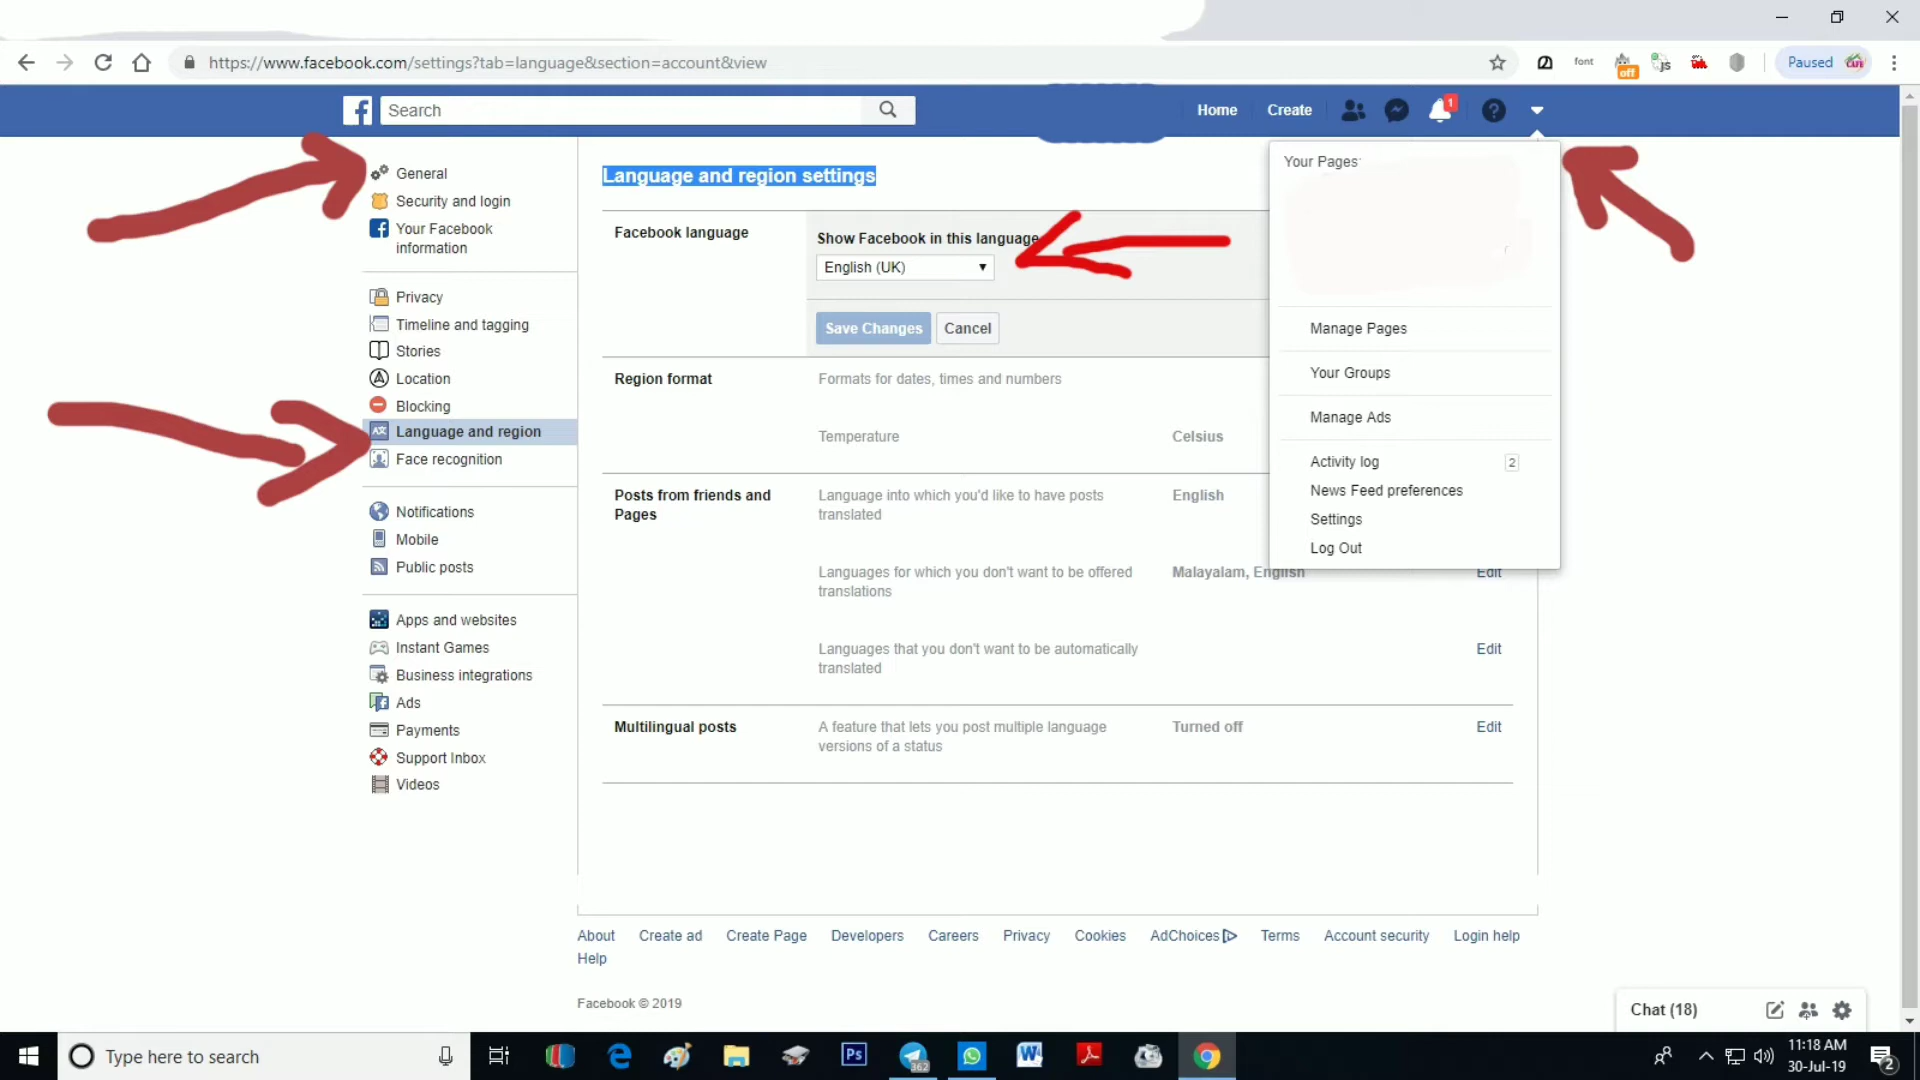 https://www.facebook.com/settings?tab=language&section=account&view
font
off
js
Paused
CAFE
Search
Home
Create
1
General
Security and login
Your Facebook
information
Privacy
Timeline and tagging
Stories
Location
Blocking
Language and region
Face recognition
Notifications
Mobile
Public posts
Apps and websites
Instant Games
Business integrations
Ads
Payments
Support Inbox
Videos
Language and region settings
Facebook language
Show Facebook in this language
English (UK)
Save Changes
Cancel
Region format
Formats for dates, times and numbers
Temperature
Celsius
Posts from friends and
Pages
Language into which you'd like to have posts
translated
English
Languages for which you don't want to be offered
translations
Malayalam, English
Edit
Languages that you don't want to be automatically
translated
Edit
Multilingual posts
A feature that lets you post multiple language
versions of a status
Turned off
Edit
Your Pages:
Manage Pages
Your Groups
Manage Ads
Activity log
2
News Feed preferences
Settings
Log Out
About
Create ad
Create Page
Developers
Careers
Privacy
Cookies
AdChoices
Terms
Account security
Login help
Help
Facebook © 2019
Chat (18)
Type here to search
Ps
362
11:18 AM
30-Jul-19
2